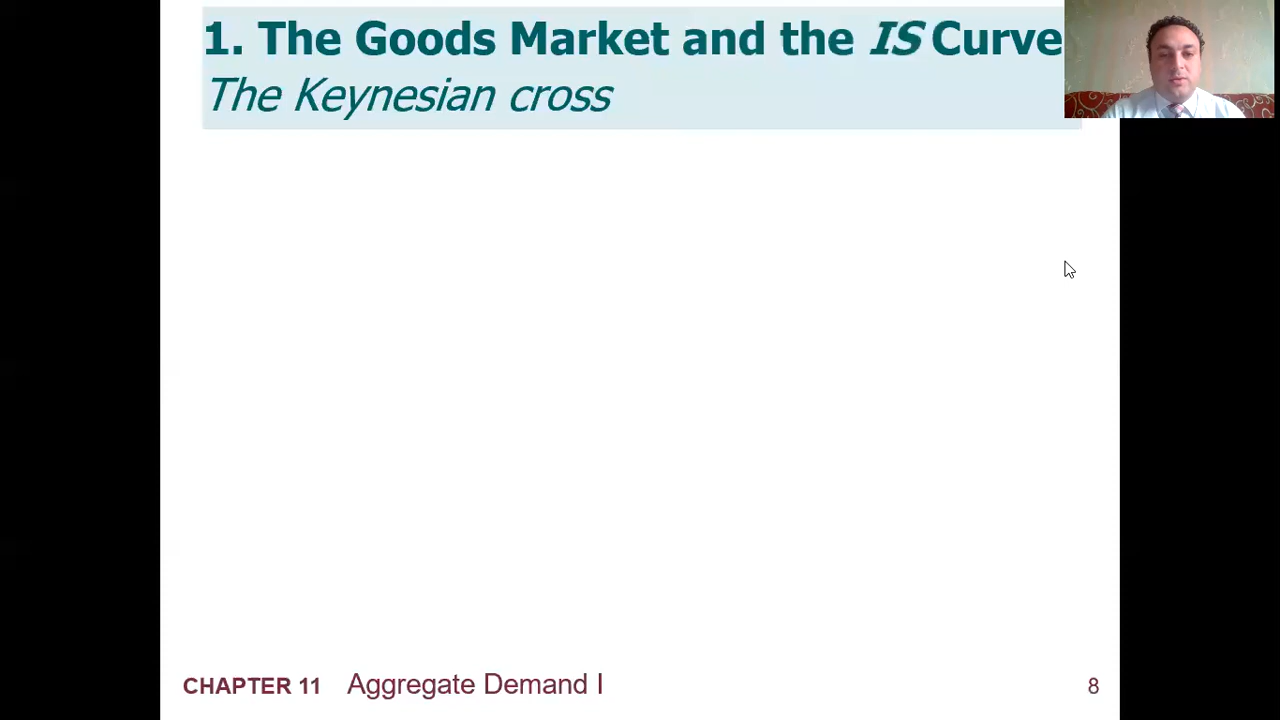 1. The Goods Market and the IS Curve
The Keynesian cross
CHAPTER 11 Aggregate Demand I
8